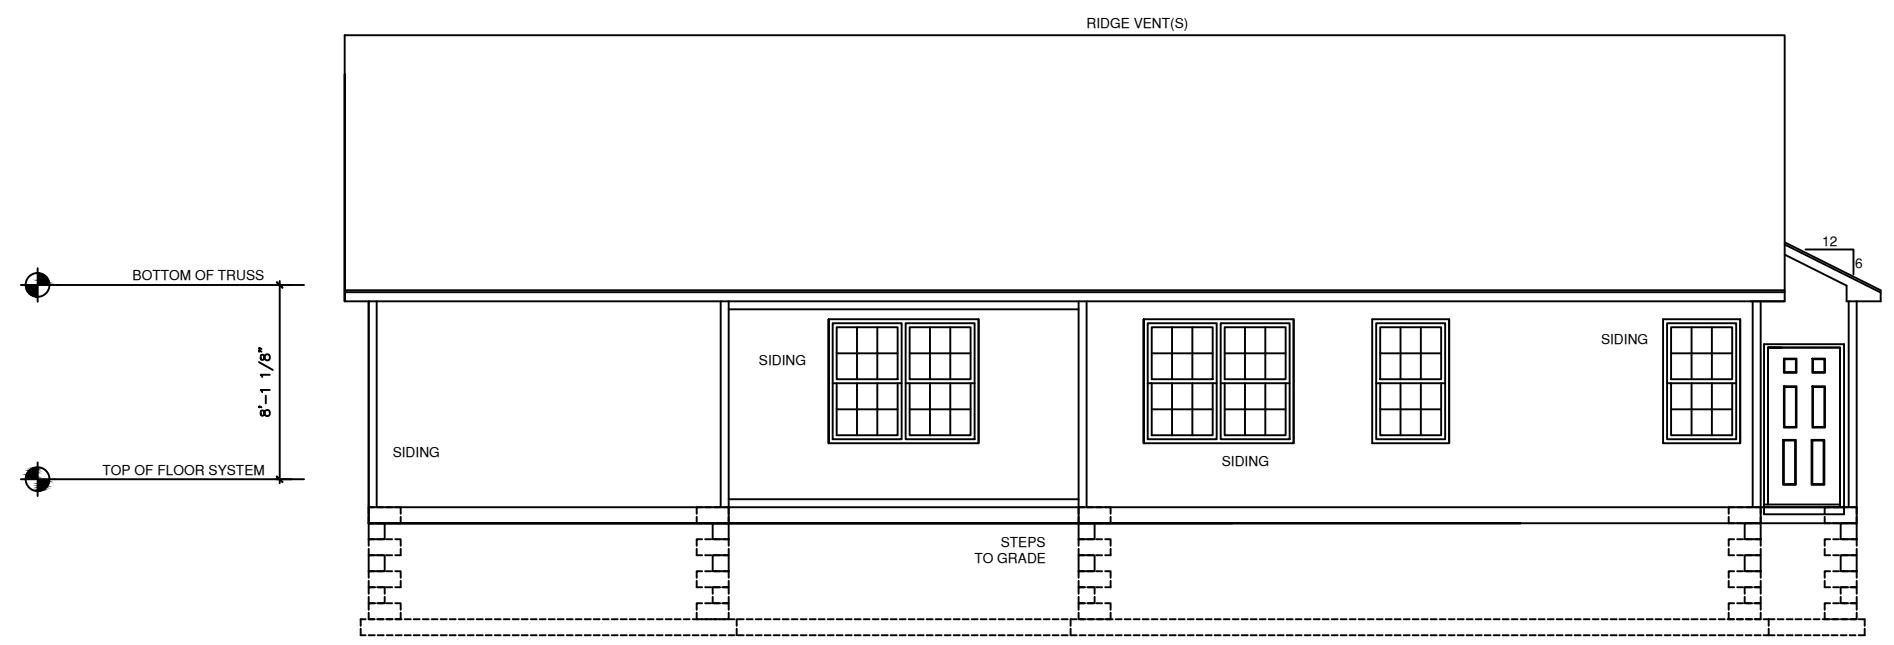 RIDGE VENT(S)
12
6
BOTTOM OF TRUSS
8'-1 1/8"
TOP OF FLOOR SYSTEM
SIDING
SIDING
SIDING
SIDING
STEPS
TO GRADE